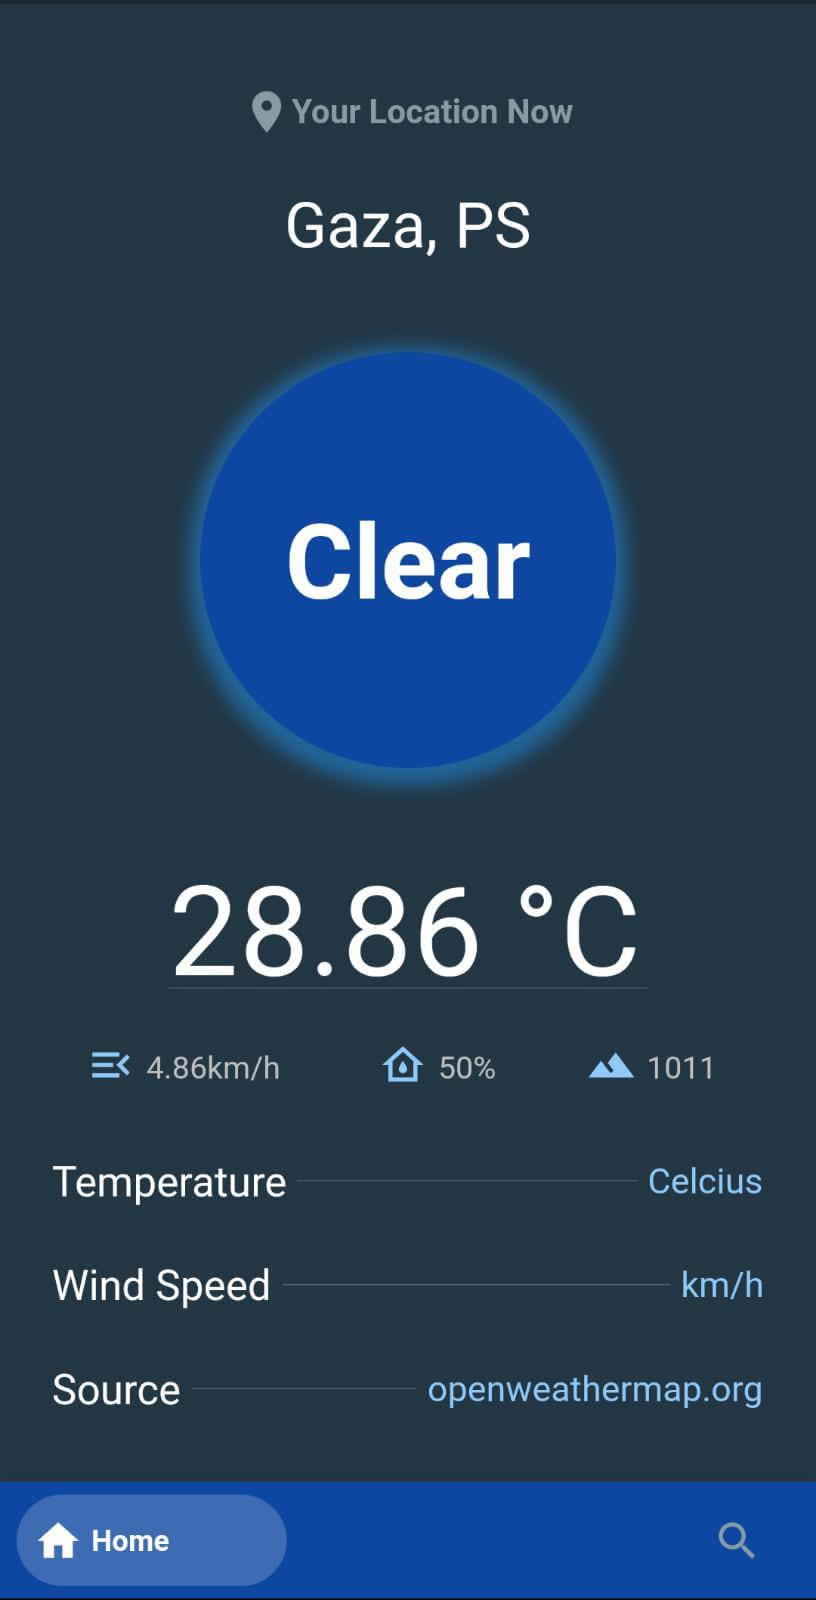 Your Location Now
Gaza, PS
Clear
28.86 °C
4.86km/h 50% 1011
Temperature Celcius
Wind Speed km/h
Source openweathermap.org
Home